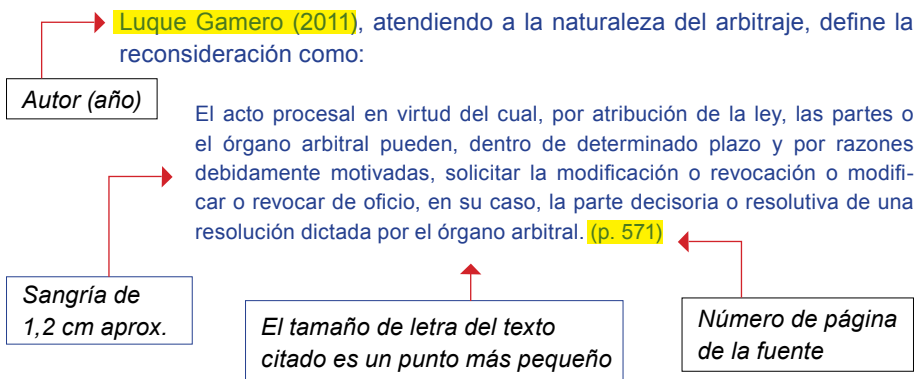 Luque Gamero (2011), atendiendo a la naturaleza del arbitraje, define la
reconsideración como:
Autor (año)
El acto procesal en virtud del cual, por atribución de la ley, las partes o
el órgano arbitral pueden, dentro de determinado plazo y por razones
debidamente motivadas, solicitar la modificación o revocación o modifi-
car o revocar de oficio, en su caso, la parte decisoria o resolutiva de una
resolución dictada por el órgano arbitral. (p. 571)
Sangría de
1,2 cm aprox.
El tamaño de letra del texto
citado es un punto más pequeño
Número de página
de la fuente